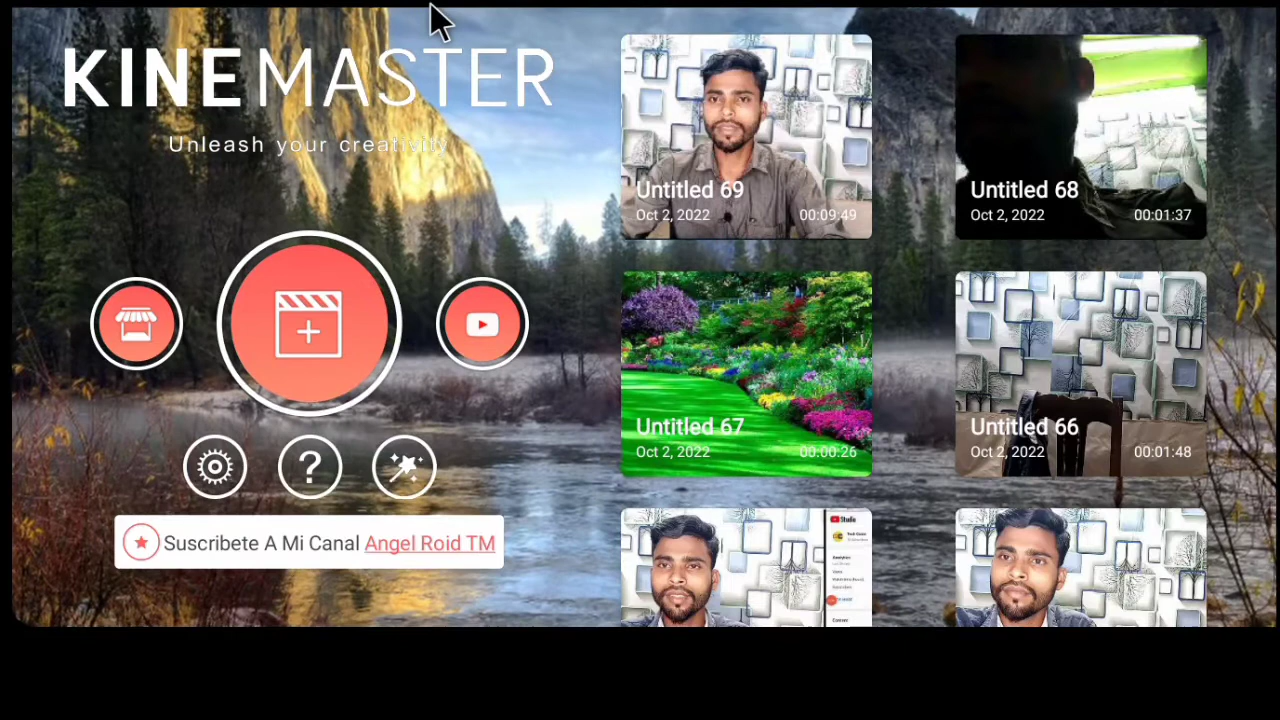 KINEMASTER
Unleash your creativity
Suscribete A Mi Canal Angel Roid TM
Untitled 69
Oct 2, 2022 00:09:49
Untitled 68
Oct 2, 2022 00:01:37
Untitled 67
Oct 2, 2022 00:00:26
Untitled 66
Oct 2, 2022 00:01:48
Studio
Content